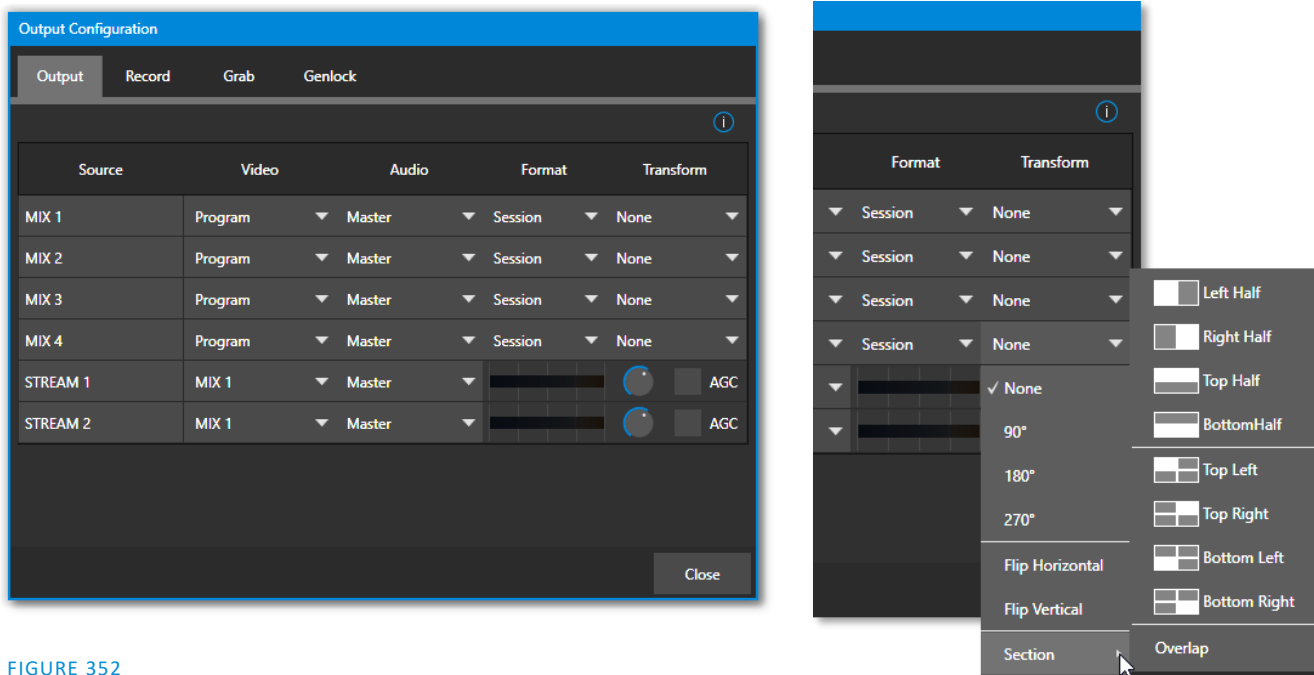 Output Configuration
Output Record Grab Genlock
Source Video Audio Format Transform
MIX 1 Program Master Session None
MIX 2 Program Master Session None
MIX 3 Program Master Session None
MIX 4 Program Master Session None
STREAM 1 MIX 1 Master AGC
STREAM 2 MIX 1 Master AGC
Close
FIGURE 352
Format Transform
Session None
Session None
Session None
Session None
✓ None
90°
180°
270°
Flip Horizontal
Flip Vertical
Section
Left Half
Right Half
Top Half
BottomHalf
Top Left
Top Right
Bottom Left
Bottom Right
Overlap